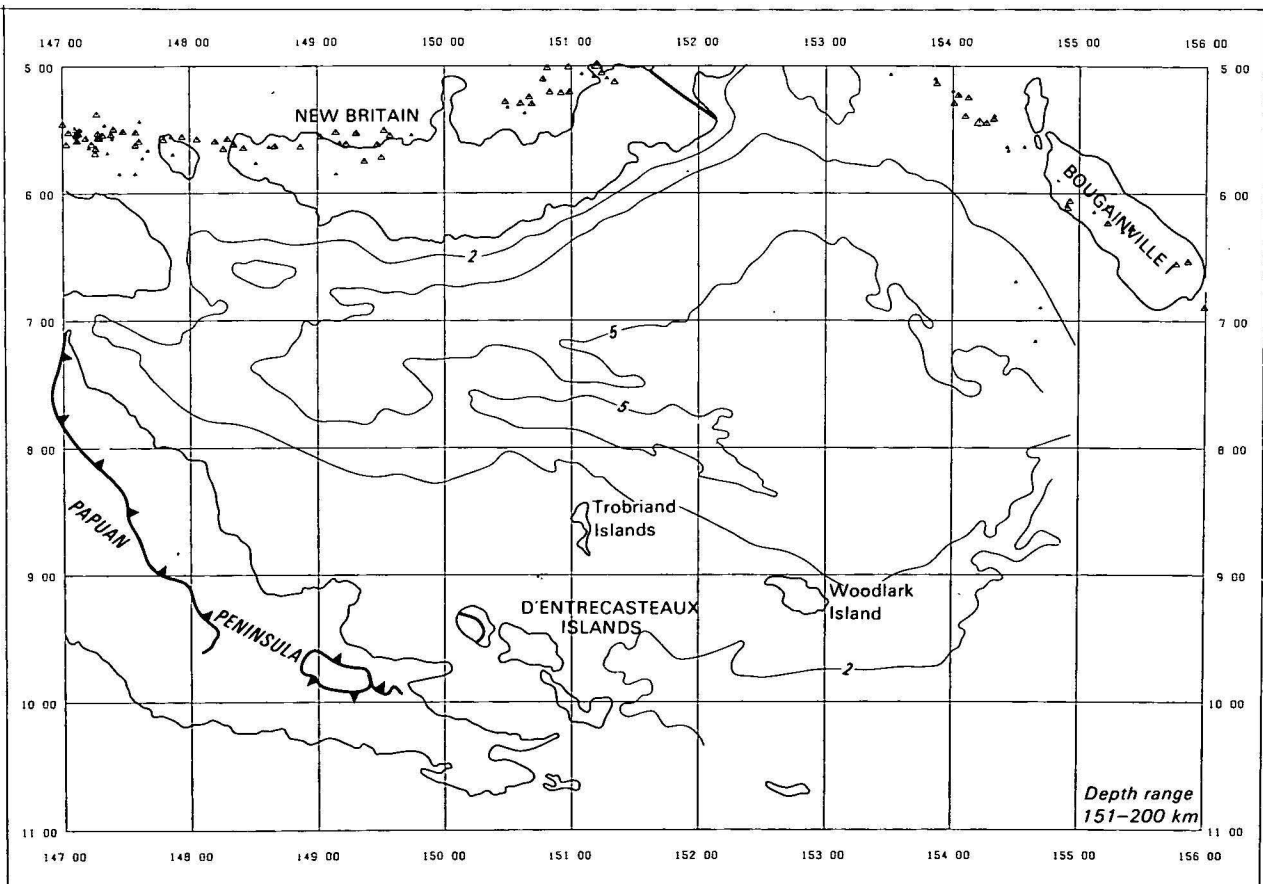 147 00 148 00 149 00 150 00 151 00 152 00 153 00 154 00 155 00 156 00
5 00 5 00
NEW BRITAIN
6 00 6 00
BOUGAINVILLE
2
7 00 7 00
5
5
8 00 8 00
Trobriand
Islands
PAPUAN
9 00 9 00
Woodlark
Island
D'ENTRECASTEAUX
ISLANDS
PENINSULA
2
10 00 10 00
Depth range
151–200 km
11 00 11 00
147 00 148 00 149 00 150 00 151 00 152 00 153 00 154 00 155 00 156 00